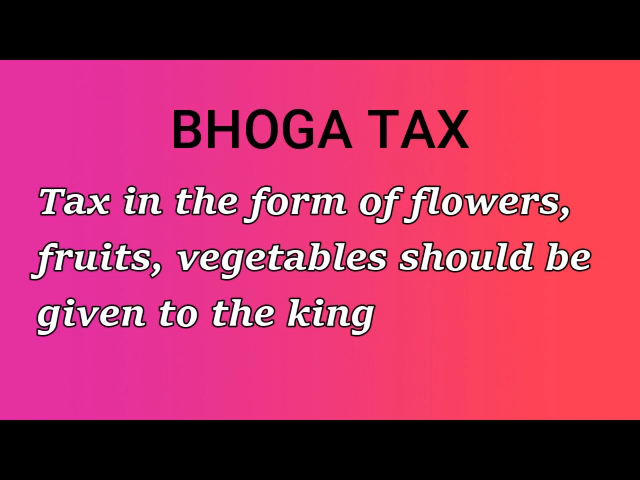 BHOGA TAX
Tax in the form of flowers,
fruits, vegetables should be
given to the king